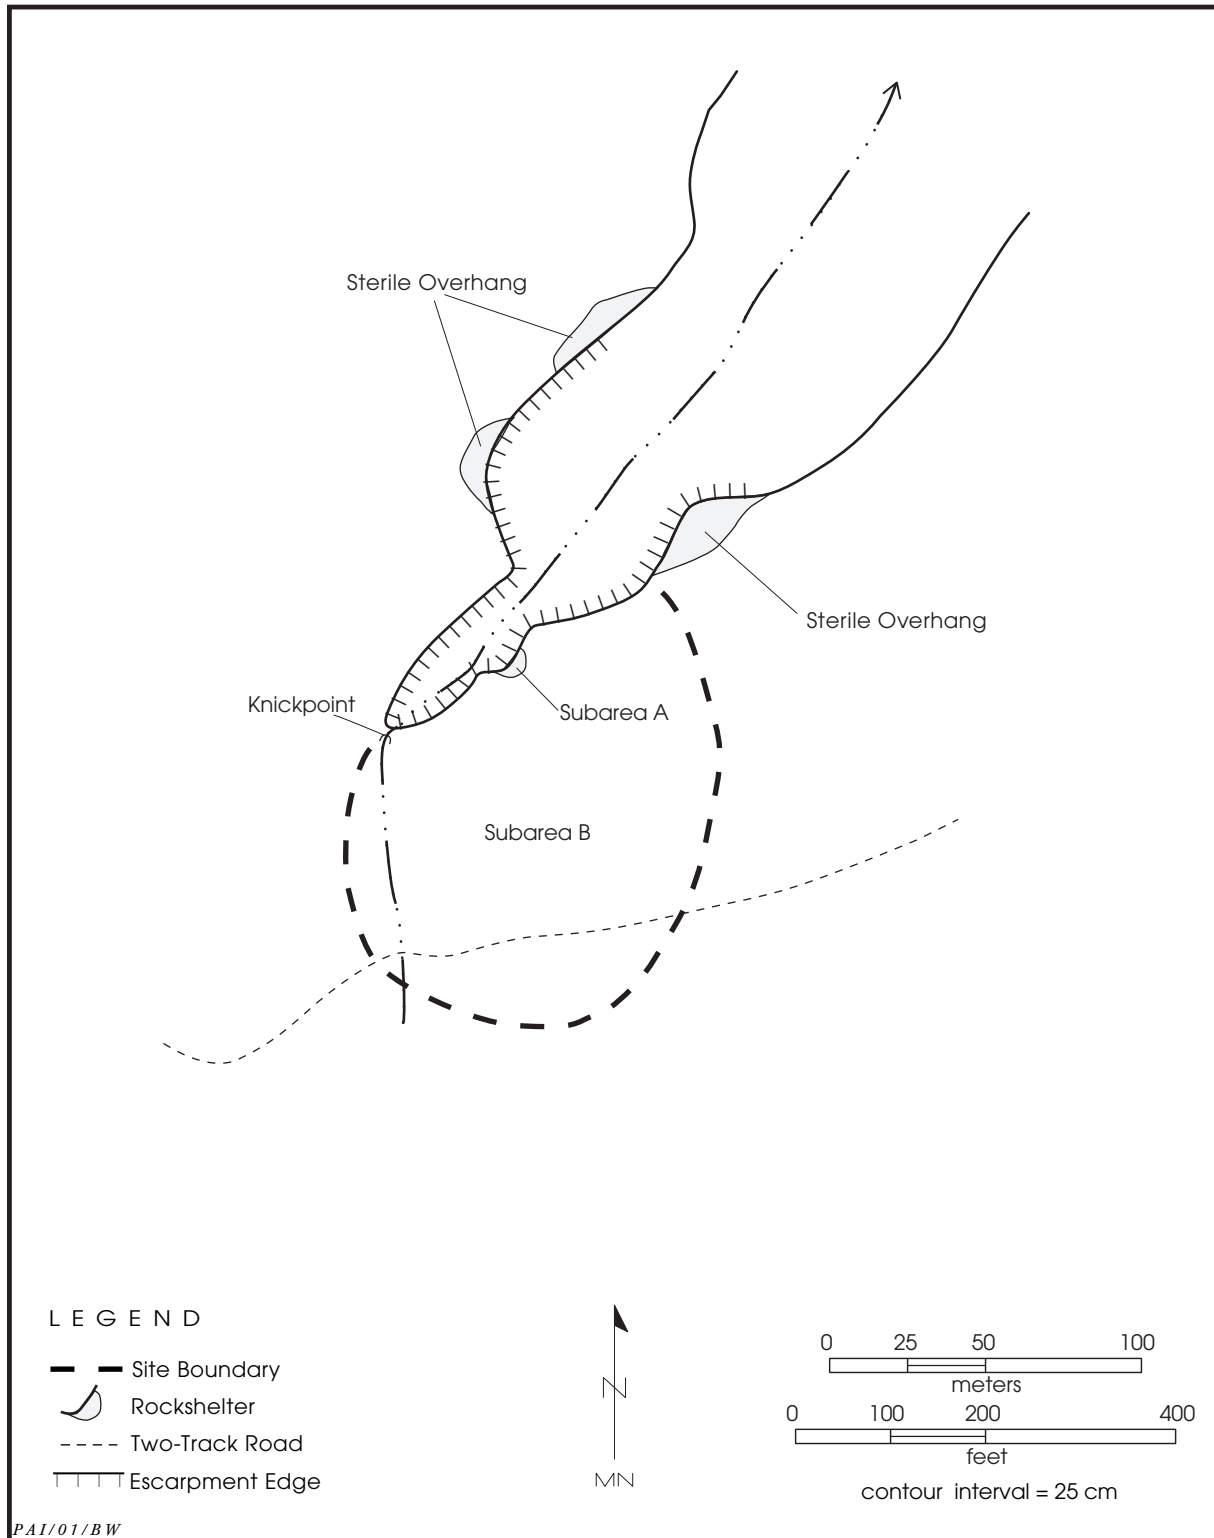 Sterile Overhang
Sterile Overhang
Knickpoint
Subarea A
Subarea B
LEGEND
Site Boundary
Rockshelter
Two-Track Road
Escarpment Edge
N
MN
0 25 50 100
meters
0 100 200 400
feet
contour interval = 25 cm
PAI/01/BW